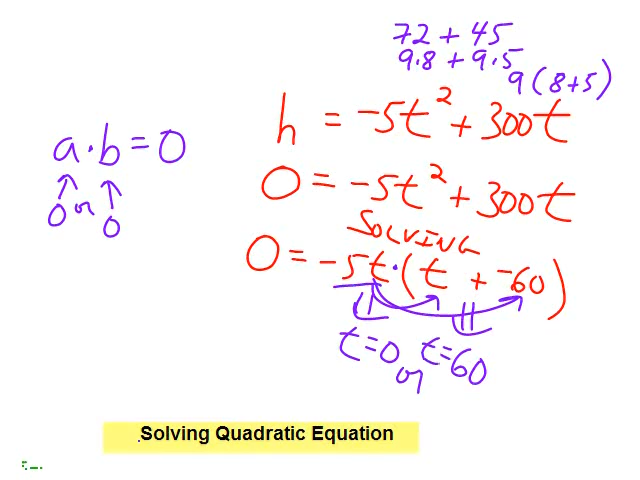 72 + 45
9·8 + 9·5
9(8+5)
h = -5t² + 300t
a·b = 0
0 or 0
0 = -5t² + 300t
SOLVING
0 = -5t·(t + -60)
t=0 or t=60
Solving Quadratic Equation